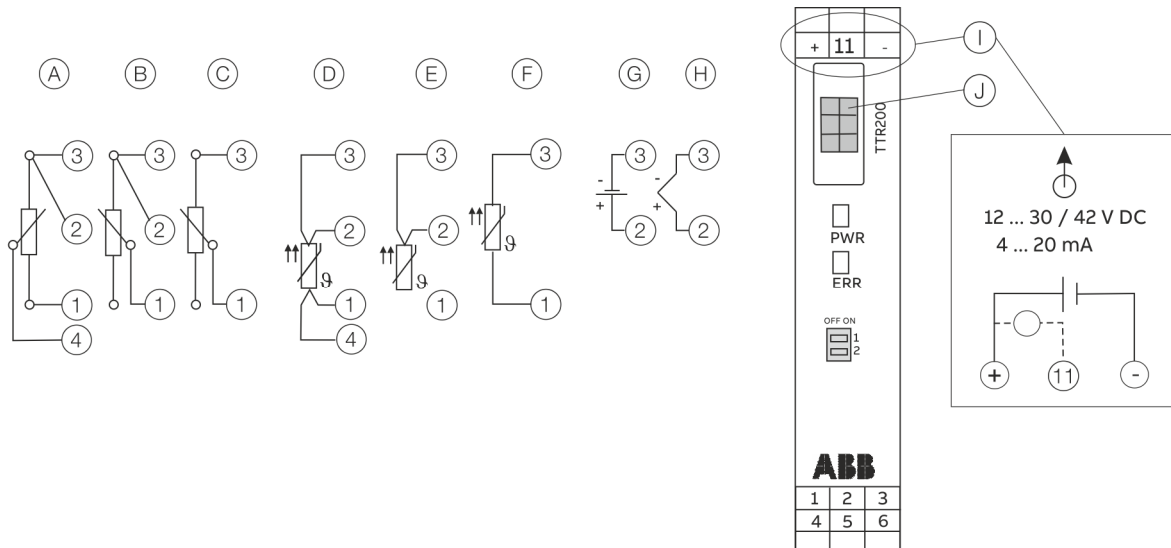 A B C D E F G H I
J
+ 11 -
TTR200
PWR
ERR
OFF ON
1
2
ABB
1 2 3
4 5 6
3 3 3 3 3 3 3 3
2 2 2 2 2 2
1 1 1 1 1 1
4 4
ϑ ϑ ϑ
- -
+ +
12 ... 30 / 42 V DC
4 ... 20 mA
+ 11 -